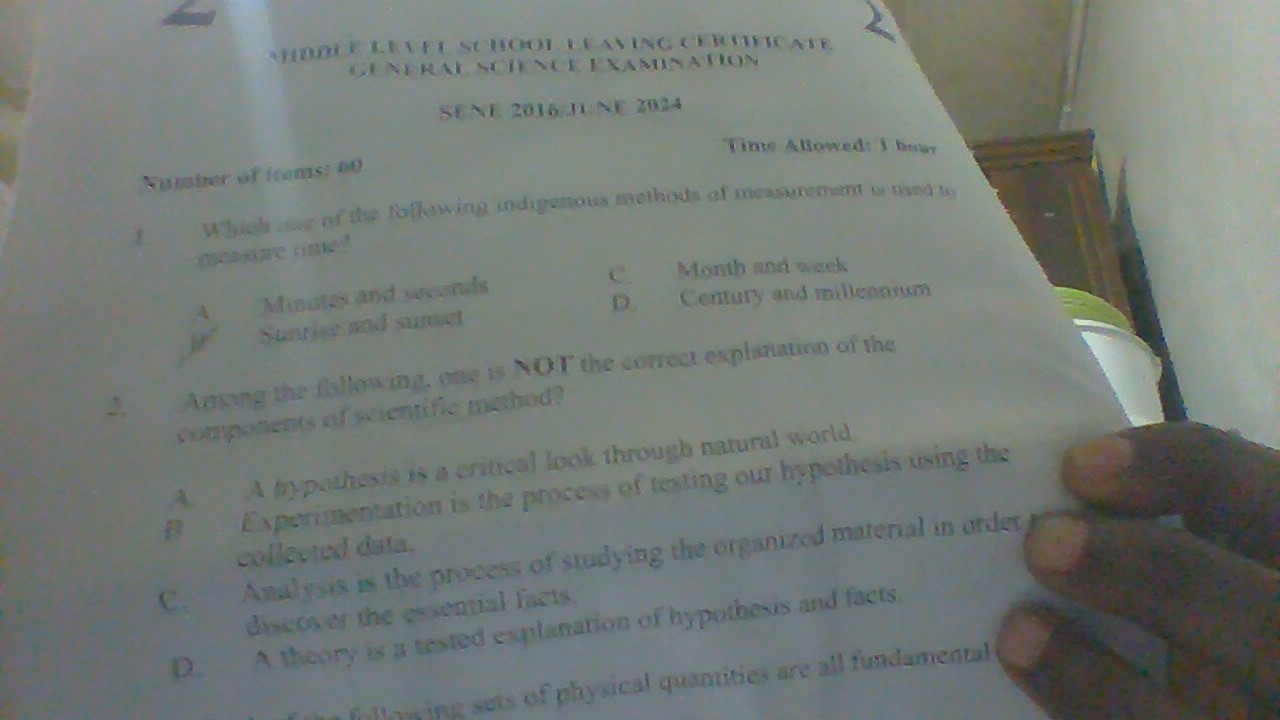 MIDDLE LEVEL SCHOOL LEAVING CERTIFICATE
GENERAL SCIENCE EXAMINATION
SENE 2016/JUNE 2024
Number of items: 60
Time Allowed: 1 hour
1. Which one of the following indigenous methods of measurement is used to
measure time?
A. Minutes and seconds
B. Sunrise and sunset
C. Month and week
D. Century and millennium
2. Among the following, one is NOT the correct explanation of the
components of scientific method?
A. A hypothesis is a critical look through natural world.
B. Experimentation is the process of testing our hypothesis using the
collected data.
C. Analysis is the process of studying the organized material in order
discover the essential facts.
D. A theory is a tested explanation of hypothesis and facts.
of the following sets of physical quantities are all fundamental